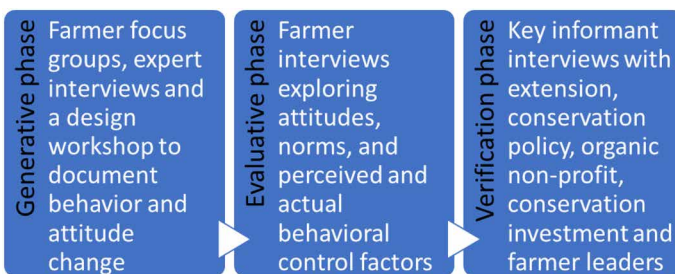 Generative phase
Farmer focus
groups, expert
interviews and
a design
workshop to
document
behavior and
attitude
change
Evaluative phase
Farmer
interviews
exploring
attitudes,
norms, and
perceived and
actual
behavioral
control factors
Verification phase
Key informant
interviews with
extension,
conservation
policy, organic
non-profit,
conservation
investment and
farmer leaders